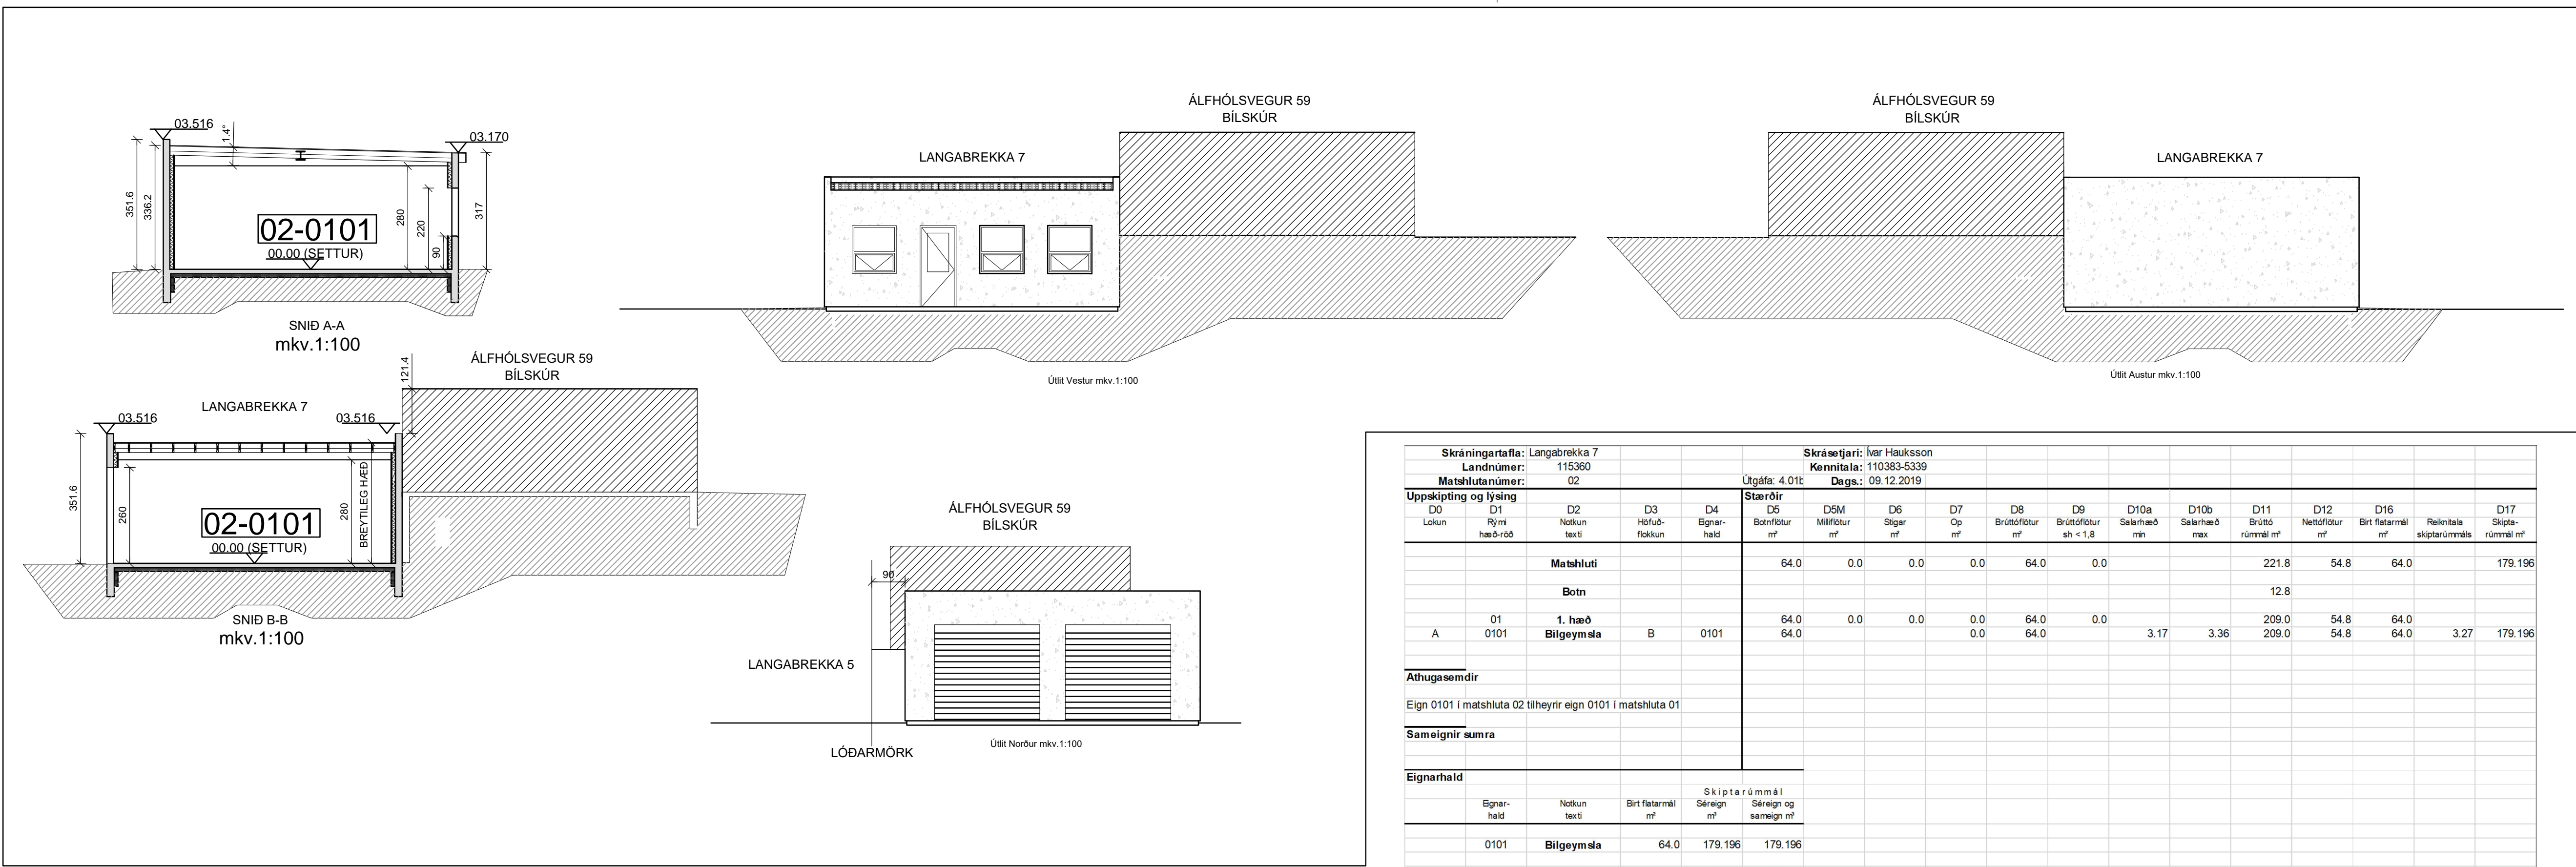 03.516
1.4°
03.170
351.6
336.2
280
220
90
317
02-0101
00.00 (SETTUR)
SNIÐ A-A
mkv.1:100
ÁLFHÓLSVEGUR 59
BÍLSKÚR
LANGABREKKA 7
Útlit Vestur mkv.1:100
ÁLFHÓLSVEGUR 59
BÍLSKÚR
LANGABREKKA 7
Útlit Austur mkv.1:100
121.4
ÁLFHÓLSVEGUR 59
BÍLSKÚR
LANGABREKKA 7
03.516
03.516
351.6
260
280
BREYTILEG HÆÐ
02-0101
00.00 (SETTUR)
SNIÐ B-B
mkv.1:100
ÁLFHÓLSVEGUR 59
BÍLSKÚR
90
LANGABREKKA 5
LÓÐARMÖRK
Útlit Norður mkv.1:100
Skráningartafla: Langabrekka 7 Skrásetjari: Ívar Hauksson
Landnúmer: 115360 Kennitala: 110383-5339
Matshlutanúmer: 02 Útgáfa: 4.01b Dags.: 09.12.2019
Uppskipting og lýsing Stærðir
D0 D1 D2 D3 D4 D5 D5M D6 D7 D8 D9 D10a D10b D11 D12 D16 D17
Lokun Rými Notkun Höfuð- Eignar- Botnflötur Milliflötur Stigar Op Brúttóflötur Brúttóflötur Salarhæð Salarhæð Brúttó Nettóflötur Birt flatarmál Reiknitala Skipta-
hæð-röð texti flokkun hald m² m² m² m² m² sh < 1,8 min max rúmmál m³ m² m² skiptarúmmáls rúmmál m³
Matshluti 64.0 0.0 0.0 0.0 64.0 0.0 221.8 54.8 64.0 179.196
Botn 12.8
01 1. hæð 64.0 0.0 0.0 0.0 64.0 0.0 209.0 54.8 64.0
A 0101 Bílgeymsla B 0101 64.0 0.0 64.0 3.17 3.36 209.0 54.8 64.0 3.27 179.196
Athugasemdir
Eign 0101 í matshluta 02 tilheyrir eign 0101 í matshluta 01
Sameignir sumra
Eignarhald
Skiptarúmmál
Eignar- Notkun Birt flatarmál Séreign Séreign og
hald texti m² m³ sameign m³
0101 Bílgeymsla 64.0 179.196 179.196